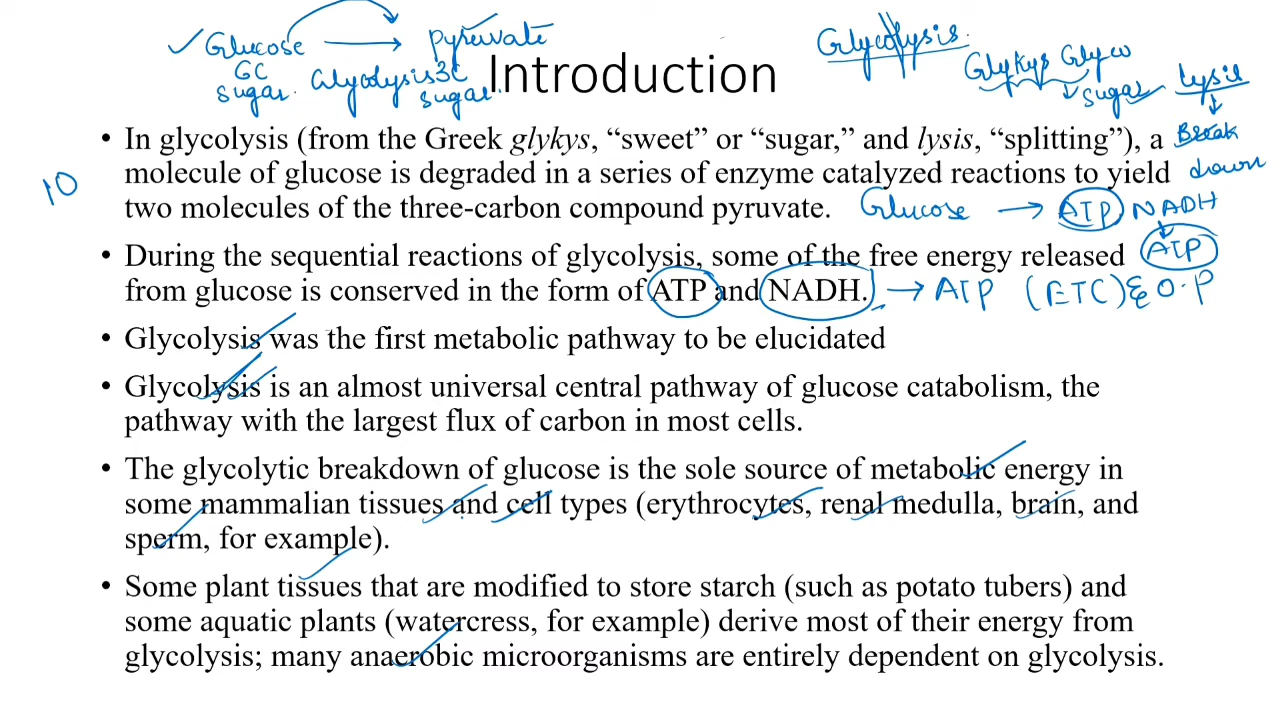 Glucose → pyruvate
GC sugar. Glycolysis 3C sugar.
Glycolysis.
Glykys Glyco
sugar
Lysis
Break down
Introduction
• In glycolysis (from the Greek glykys, “sweet” or “sugar,” and lysis, “splitting”), a
molecule of glucose is degraded in a series of enzyme catalyzed reactions to yield
two molecules of the three-carbon compound pyruvate.
10
Glucose → ATP NADH
ATP
• During the sequential reactions of glycolysis, some of the free energy released
from glucose is conserved in the form of ATP and NADH.
→ ATP (ETC) & O.P
• Glycolysis was the first metabolic pathway to be elucidated
• Glycolysis is an almost universal central pathway of glucose catabolism, the
pathway with the largest flux of carbon in most cells.
• The glycolytic breakdown of glucose is the sole source of metabolic energy in
some mammalian tissues and cell types (erythrocytes, renal medulla, brain, and
sperm, for example).
• Some plant tissues that are modified to store starch (such as potato tubers) and
some aquatic plants (watercress, for example) derive most of their energy from
glycolysis; many anaerobic microorganisms are entirely dependent on glycolysis.